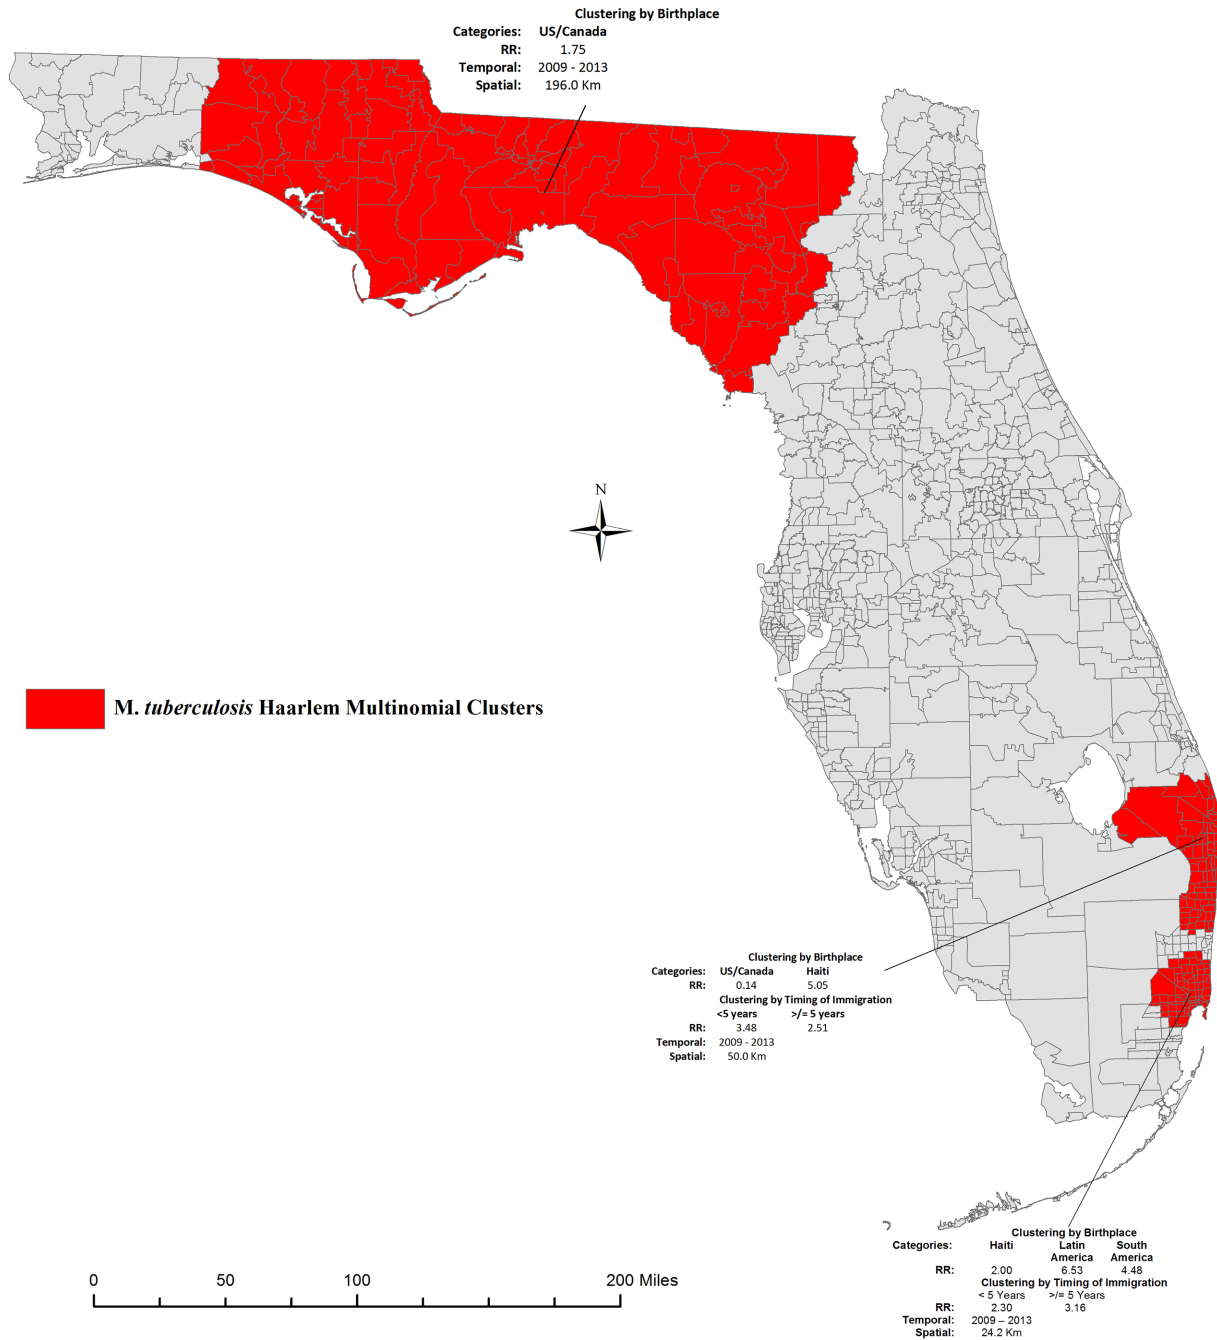 Clustering by Birthplace
Categories: US/Canada
RR: 1.75
Temporal: 2009 - 2013
Spatial: 196.0 Km
N
M. tuberculosis Haarlem Multinomial Clusters
Clustering by Birthplace
Categories: US/Canada Haiti
RR: 0.14 5.05
Clustering by Timing of Immigration
<5 years >/= 5 years
RR: 3.48 2.51
Temporal: 2009 - 2013
Spatial: 50.0 Km
Clustering by Birthplace
Categories: Haiti Latin America South America
RR: 2.00 6.53 4.48
Clustering by Timing of Immigration
< 5 Years >/= 5 Years
RR: 2.30 3.16
Temporal: 2009 – 2013
Spatial: 24.2 Km
0 50 100 200 Miles